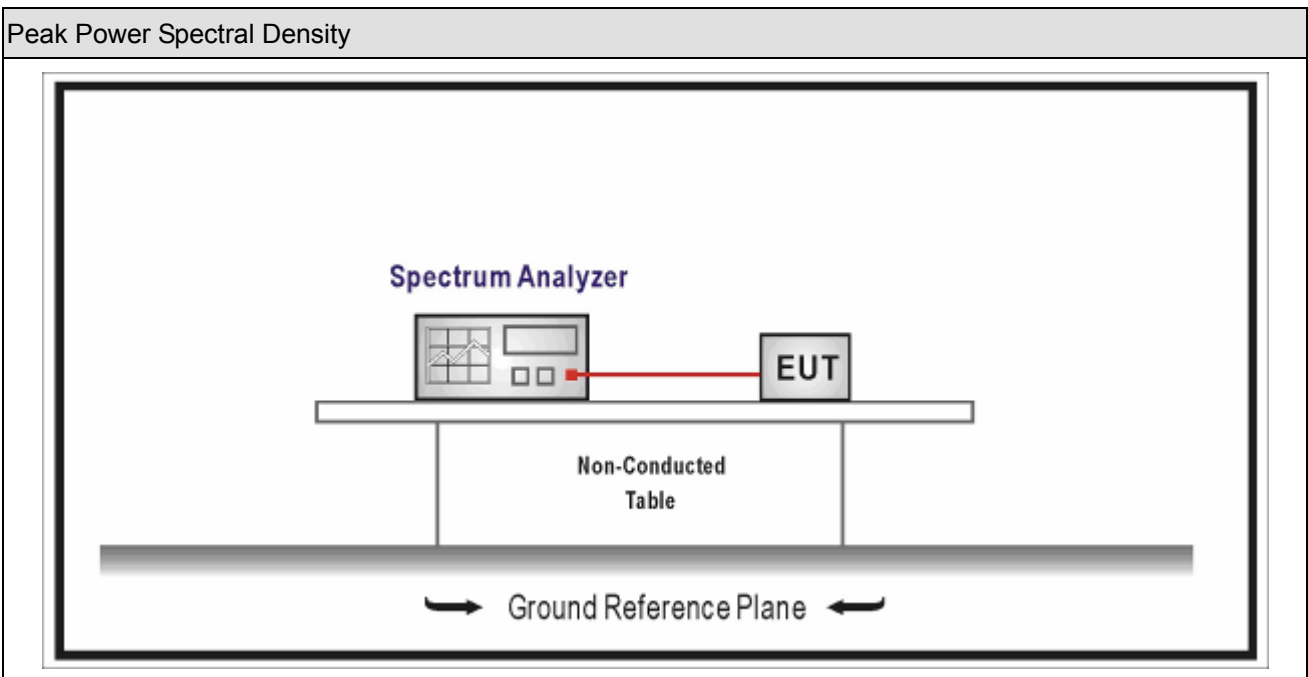 Peak Power Spectral Density
Spectrum Analyzer
EUT
Non-Conducted
Table
Ground Reference Plane